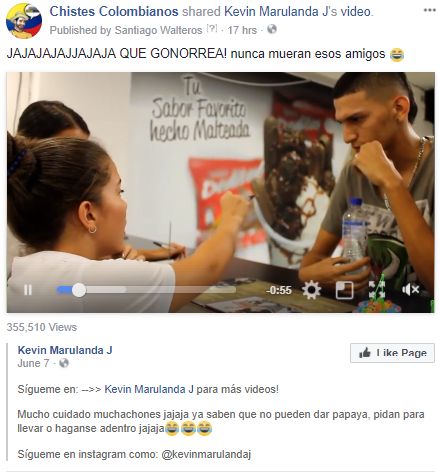 Chistes Colombianos shared Kevin Marulanda J's video.
Published by Santiago Walteros [?] · 17 hrs ·
JAJAJAJAJJAJAJA QUE GONORREA! nunca mueran esos amigos 😂
Tu
Sabor Favorito
hecho Malteada
-0:55
355,510 Views
Kevin Marulanda J
June 7 ·
Like Page
Sígueme en: -->> Kevin Marulanda J para más videos!
Mucho cuidado muchachones jajaja ya saben que no pueden dar papaya, pidan para
llevar o haganse adentro jajaja😂😂😂
Sígueme en instagram como: @kevinmarulandaj